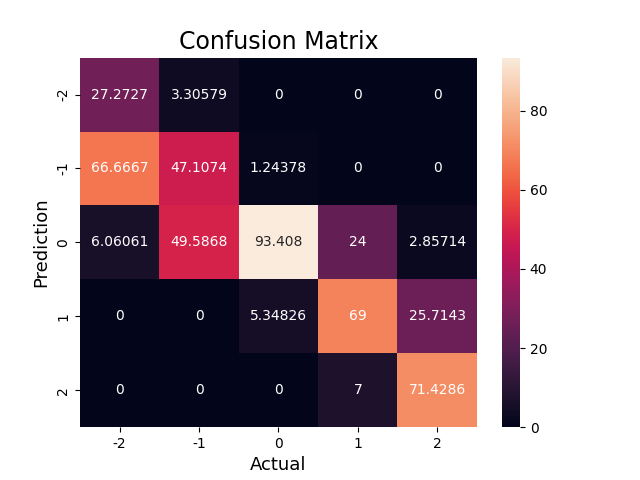 Confusion Matrix
Prediction
-2 27.2727 3.30579 0 0 0
-1 66.6667 47.1074 1.24378 0 0
0 6.06061 49.5868 93.408 24 2.85714
1 0 0 5.34826 69 25.7143
2 0 0 0 7 71.4286
-2 -1 0 1 2
Actual
80
60
40
20
0